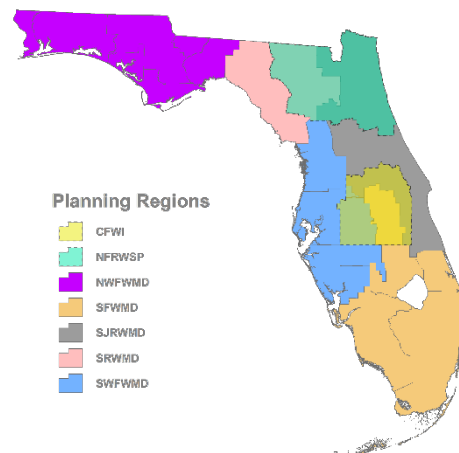 Planning Regions
CFWI
NFRWSP
NWFWMD
SFWMD
SJRWMD
SRWMD
SWFWMD